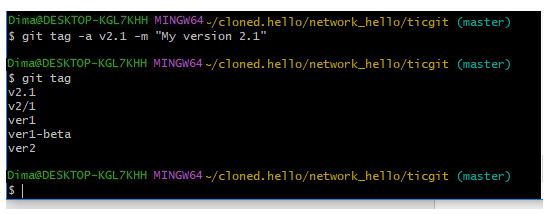 Dima@DESKTOP-KGL7KHH MINGW64 ~/cloned.hello/network_hello/ticgit (master)
$ git tag -a v2.1 -m "My version 2.1"
Dima@DESKTOP-KGL7KHH MINGW64 ~/cloned.hello/network_hello/ticgit (master)
$ git tag
v2.1
v2/1
ver1
ver1-beta
ver2
Dima@DESKTOP-KGL7KHH MINGW64 ~/cloned.hello/network_hello/ticgit (master)
$